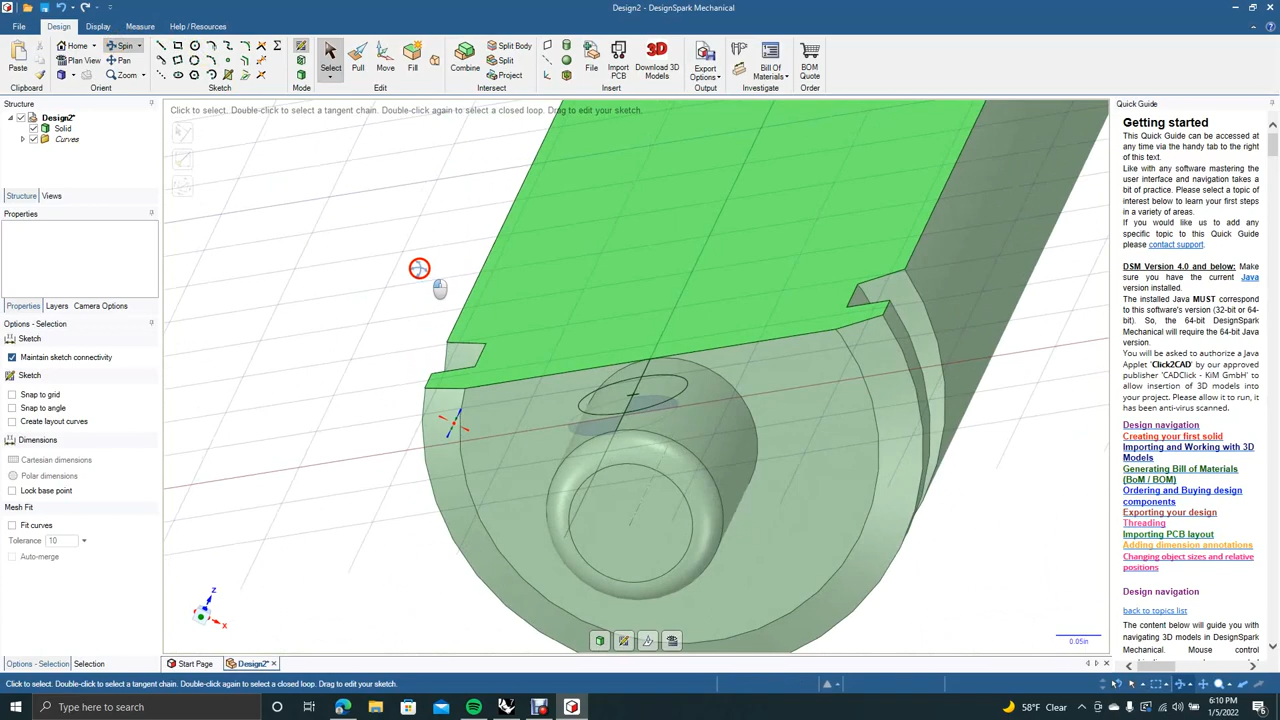 Design2 - DesignSpark Mechanical
File Design Display Measure Help / Resources
Paste
Home Spin
Plan View Pan
Zoom
Select Pull Move Fill
Combine
Split Body
Split
Project
File Import PCB Download 3D Models
Export Options
Bill Of Materials
BOM Quote
Clipboard Orient Sketch Mode Edit Intersect Insert Output Investigate Order
Structure
Design2*
Solid
Curves
Structure Views
Properties
Properties Layers Camera Options
Options - Selection
Sketch
Maintain sketch connectivity
Sketch
Snap to grid
Snap to angle
Create layout curves
Dimensions
Cartesian dimensions
Polar dimensions
Lock base point
Mesh Fit
Fit curves
Tolerance 10
Auto-merge
Options - Selection Selection
Click to select. Double-click to select a tangent chain. Double-click again to select a closed loop. Drag to edit your sketch.
Z
X
0.05in
Start Page Design2*
Quick Guide
Getting started
This Quick Guide can be accessed at
any time via the handy tab to the right
of this text.
Like with any software mastering the
user interface and navigation takes a
bit of practice. Please select a topic of
interest below to learn your first steps
in a variety of areas.
If you would like us to add any
specific topic to this Quick Guide
please contact support.
DSM Version 4.0 and below: Make
sure you have the current Java
version installed.
The installed Java MUST correspond
to this software's version (32-bit or 64-
bit). So, the 64-bit DesignSpark
Mechanical will require the 64-bit Java
version.
You will be asked to authorize a Java
Applet 'Click2CAD' by our approved
publisher 'CADClick - KiM GmbH' to
allow insertion of 3D models into
your design. Please allow it to run, it
has been anti-virus scanned.
Design navigation
Creating your first solid
Importing and Working with 3D
Models
Generating Bill of Materials
(BoM / BOM)
Ordering and Buying design
components
Exporting your design
Threading
Importing PCB layout
Adding dimension annotations
Changing object sizes and relative
positions
Design navigation
back to topics list
The content below will guide you with
navigating 3D models in DesignSpark
Mechanical. Mouse control
Click to select. Double-click to select a tangent chain. Double-click again to select a closed loop. Drag to edit your sketch.
Type here to search
58°F Clear
6:10 PM
1/5/2022